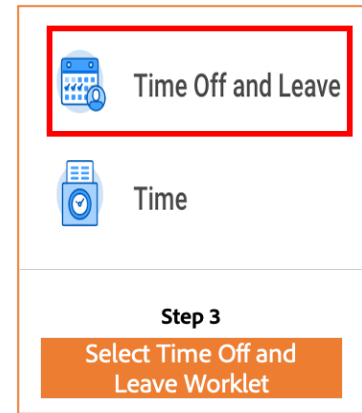 Time Off and Leave
Time
Step 3
Select Time Off and
Leave Worklet